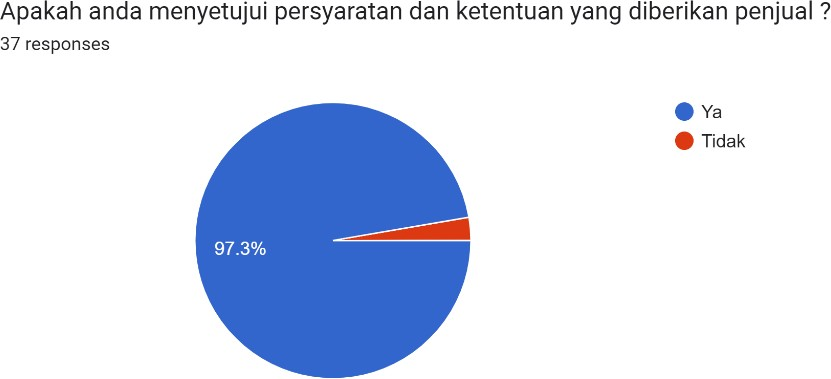 Apakah anda menyetujui persyaratan dan ketentuan yang diberikan penjual ?
37 responses
Ya
Tidak
97.3%